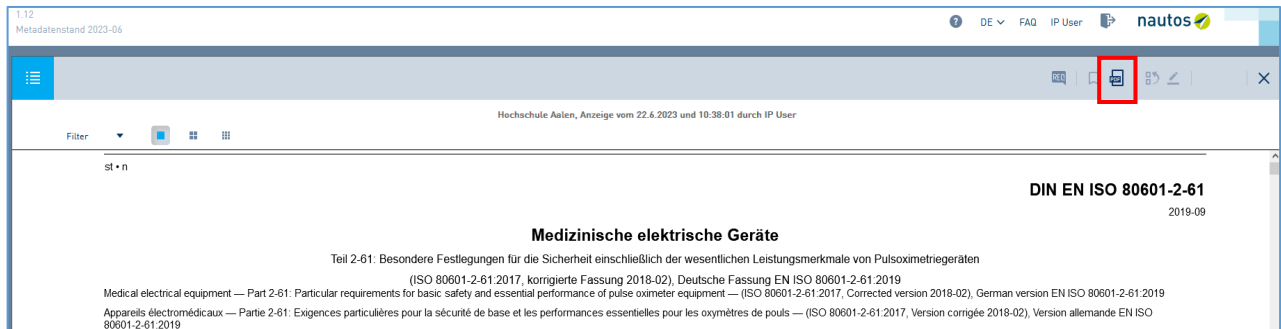 1.12
Metadatenstand 2023-06
? DE FAQ IP User nautos
REQ PDF
Hochschule Aalen, Anzeige vom 22.6.2023 und 10:38:01 durch IP User
Filter
st • n
DIN EN ISO 80601-2-61
2019-09
Medizinische elektrische Geräte
Teil 2-61: Besondere Festlegungen für die Sicherheit einschließlich der wesentlichen Leistungsmerkmale von Pulsoximetriegeräten
(ISO 80601-2-61:2017, korrigierte Fassung 2018-02), Deutsche Fassung EN ISO 80601-2-61:2019
Medical electrical equipment — Part 2-61: Particular requirements for basic safety and essential performance of pulse oximeter equipment — (ISO 80601-2-61:2017, Corrected version 2018-02), German version EN ISO 80601-2-61:2019
Appareils électromédicaux — Partie 2-61: Exigences particulières pour la sécurité de base et les performances essentielles pour les oxymètres de pouls — (ISO 80601-2-61:2017, Version corrigée 2018-02), Version allemande EN ISO
80601-2-61:2019